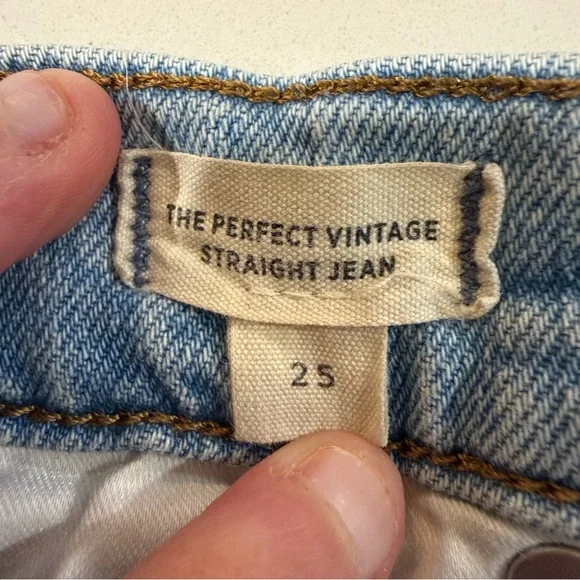 THE PERFECT VINTAGE
STRAIGHT JEAN
25